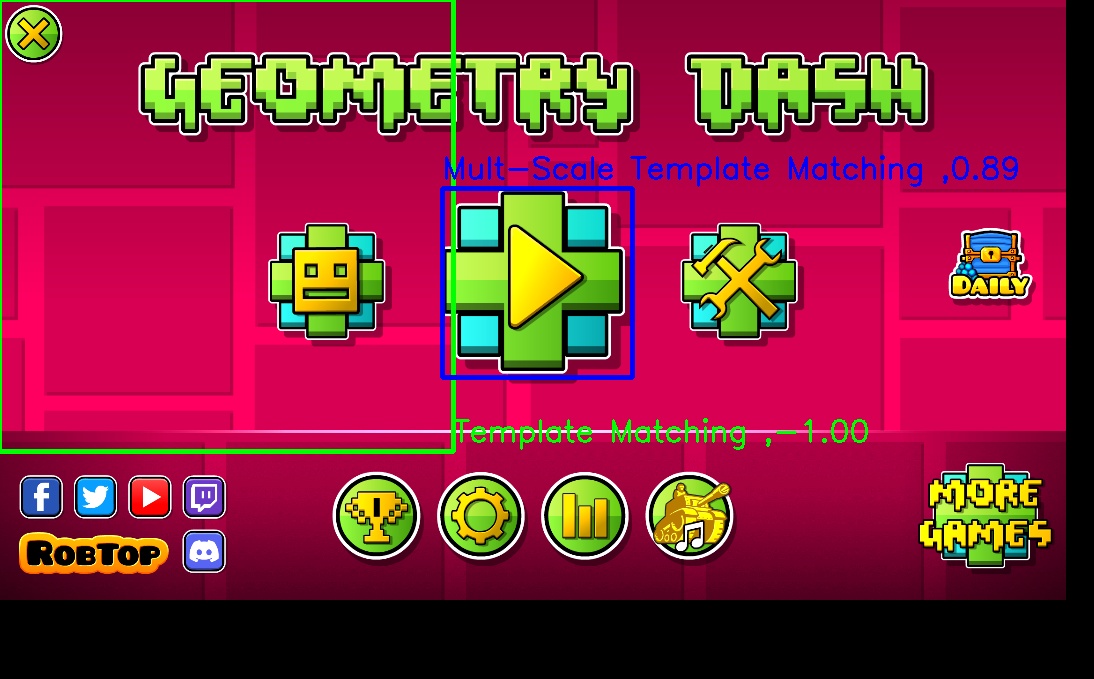 GEOMETRY DASH
Mult-Scale Template Matching ,0.89
DAILY
Template Matching ,-1.00
f
MORE
GAMES
ROBTOP